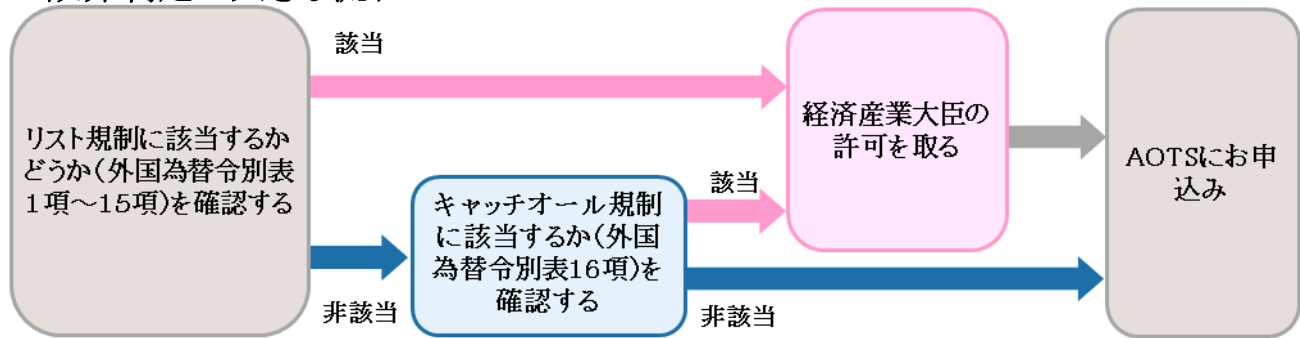 該当
リスト規制に該当するか
どうか(外国為替令別表
1項~15項)を確認する
経済産業大臣の
許可を取る
AOTSにお申
込み
該当
キャッチオール規制
に該当するか(外国
為替令別表16項)を
確認する
非該当
非該当